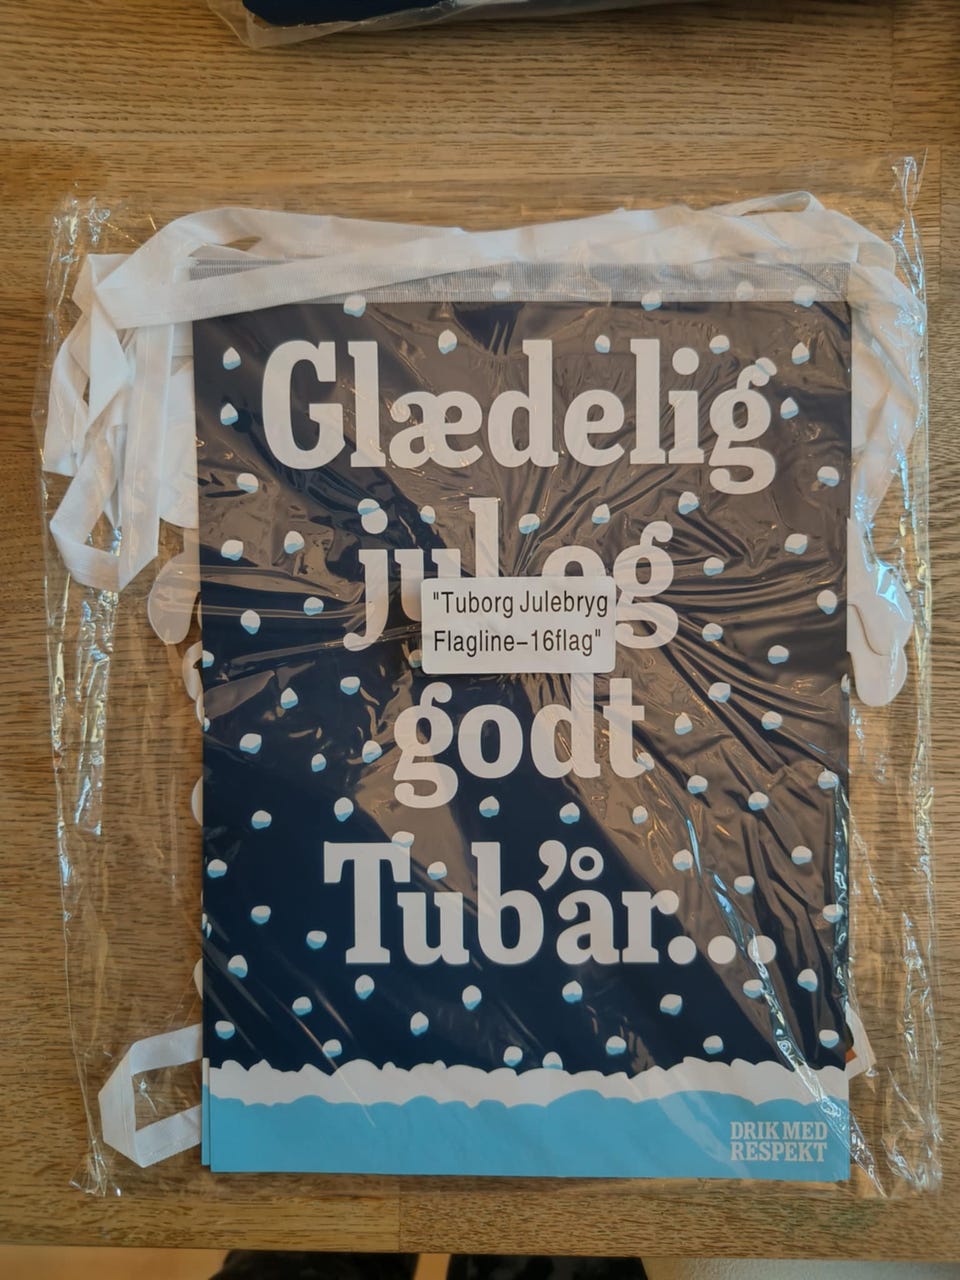 Glædelig
jul og
"Tuborg Julebryg
Flagline-16flag"
godt
Tub'år...
DRIK MED
RESPEKT